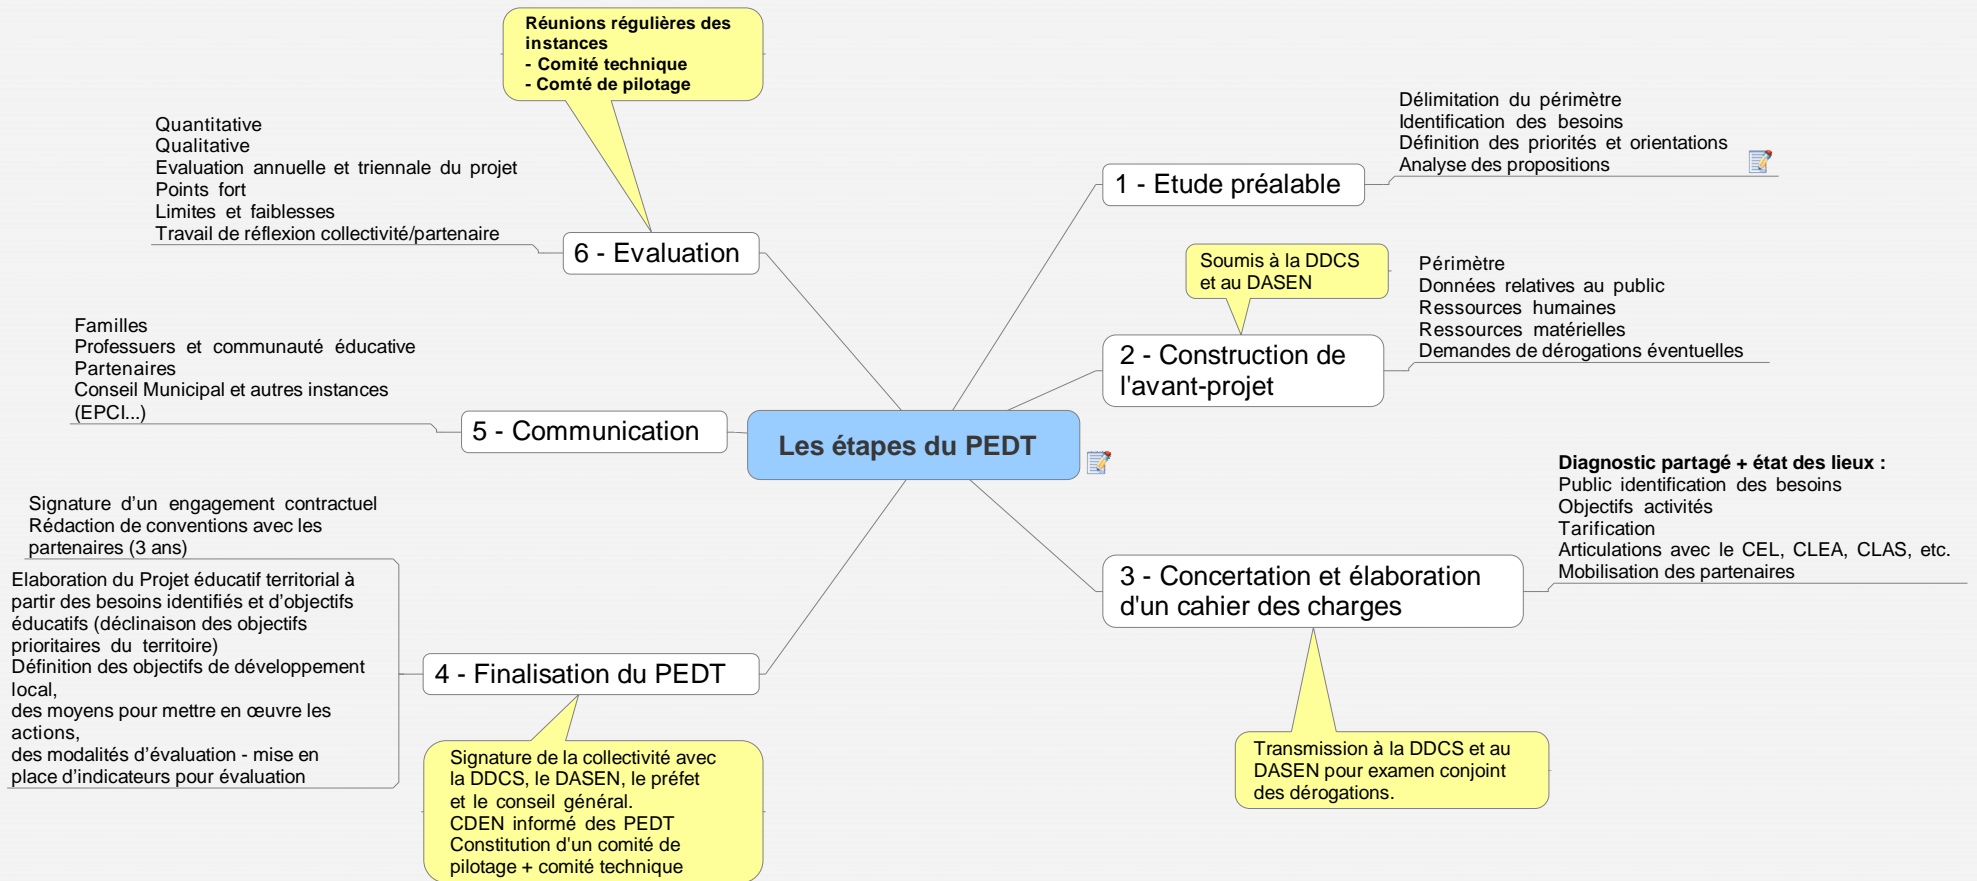 Les étapes du PEDT
1 - Etude préalable
Délimitation du périmètre
Identification des besoins
Définition des priorités et orientations
Analyse des propositions
2 - Construction de
l'avant-projet
Soumis à la DDCS
et au DASEN
Périmètre
Données relatives au public
Ressources humaines
Ressources matérielles
Demandes de dérogations éventuelles
3 - Concertation et élaboration
d'un cahier des charges
Diagnostic partagé + état des lieux :
Public identification des besoins
Objectifs activités
Tarification
Articulations avec le CEL, CLEA, CLAS, etc.
Mobilisation des partenaires
Transmission à la DDCS et au
DASEN pour examen conjoint
des dérogations.
4 - Finalisation du PEDT
Signature d’un engagement contractuel
Rédaction de conventions avec les
partenaires (3 ans)
Elaboration du Projet éducatif territorial à
partir des besoins identifiés et d’objectifs
éducatifs (déclinaison des objectifs
prioritaires du territoire)
Définition des objectifs de développement
local,
des moyens pour mettre en œuvre les
actions,
des modalités d’évaluation - mise en
place d’indicateurs pour évaluation
Signature de la collectivité avec
la DDCS, le DASEN, le préfet
et le conseil général.
CDEN informé des PEDT
Constitution d'un comité de
pilotage + comité technique
5 - Communication
Familles
Professuers et communauté éducative
Partenaires
Conseil Municipal et autres instances
(EPCI...)
6 - Evaluation
Quantitative
Qualitative
Evaluation annuelle et triennale du projet
Points fort
Limites et faiblesses
Travail de réflexion collectivité/partenaire
Réunions régulières des
instances
- Comité technique
- Comté de pilotage